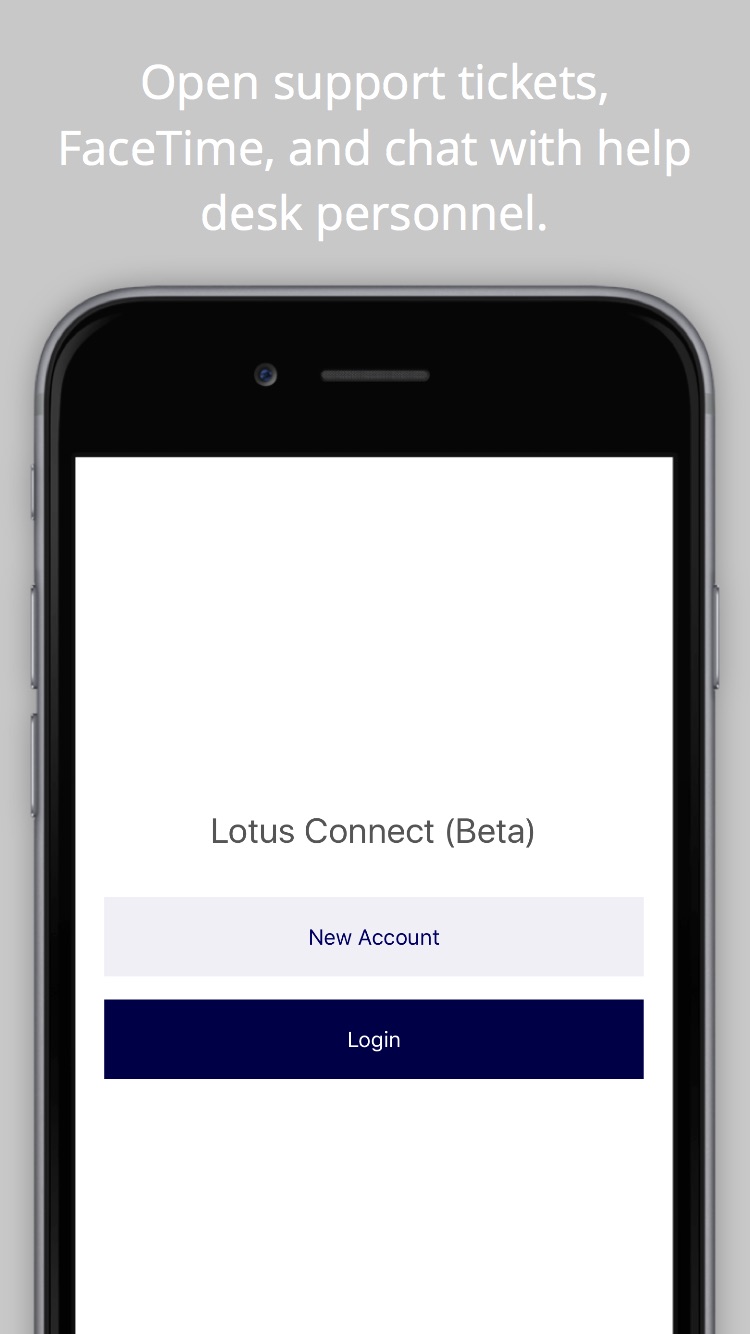 Open support tickets,
FaceTime, and chat with help
desk personnel.
Lotus Connect (Beta)
New Account
Login